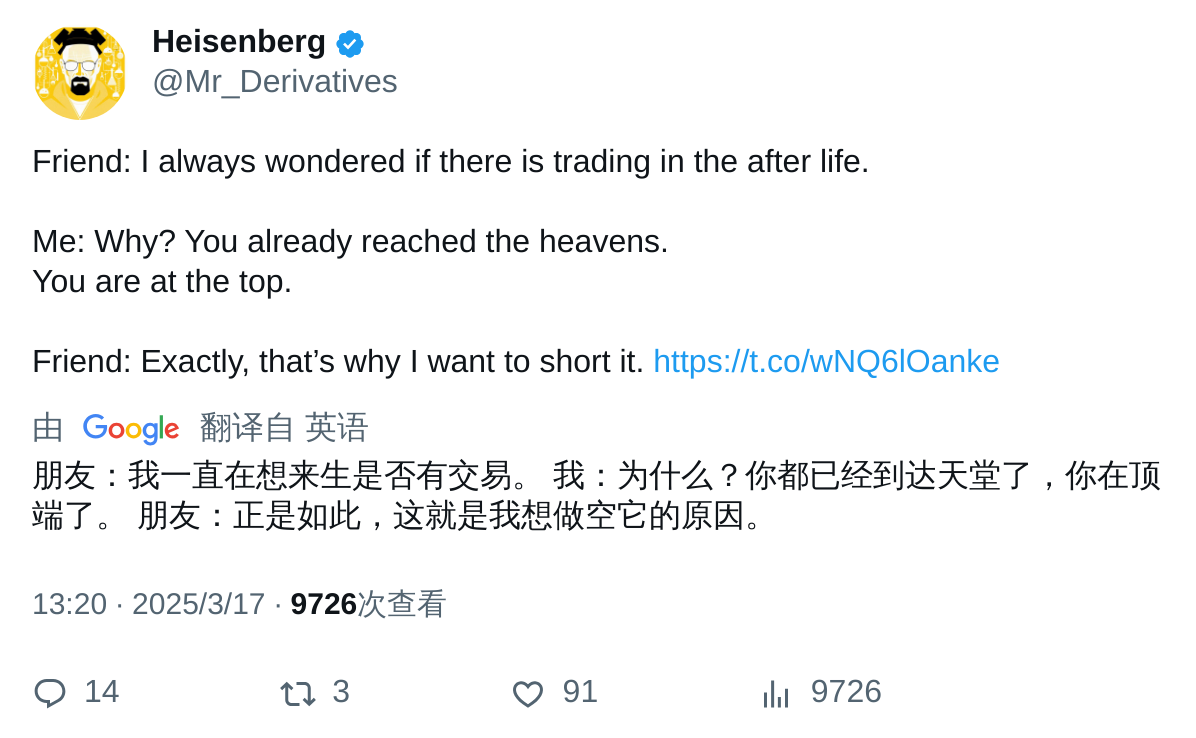 Heisenberg
@Mr_Derivatives
Friend: I always wondered if there is trading in the after life.
Me: Why? You already reached the heavens.
You are at the top.
Friend: Exactly, that’s why I want to short it. https://t.co/wNQ6lOanke
由 Google 翻译自 英语
朋友：我一直在想来生是否有交易。 我：为什么？你都已经到达天堂了，你在顶
端了。 朋友：正是如此，这就是我想做空它的原因。
13:20 · 2025/3/17 · 9726次查看
14 3 91 9726